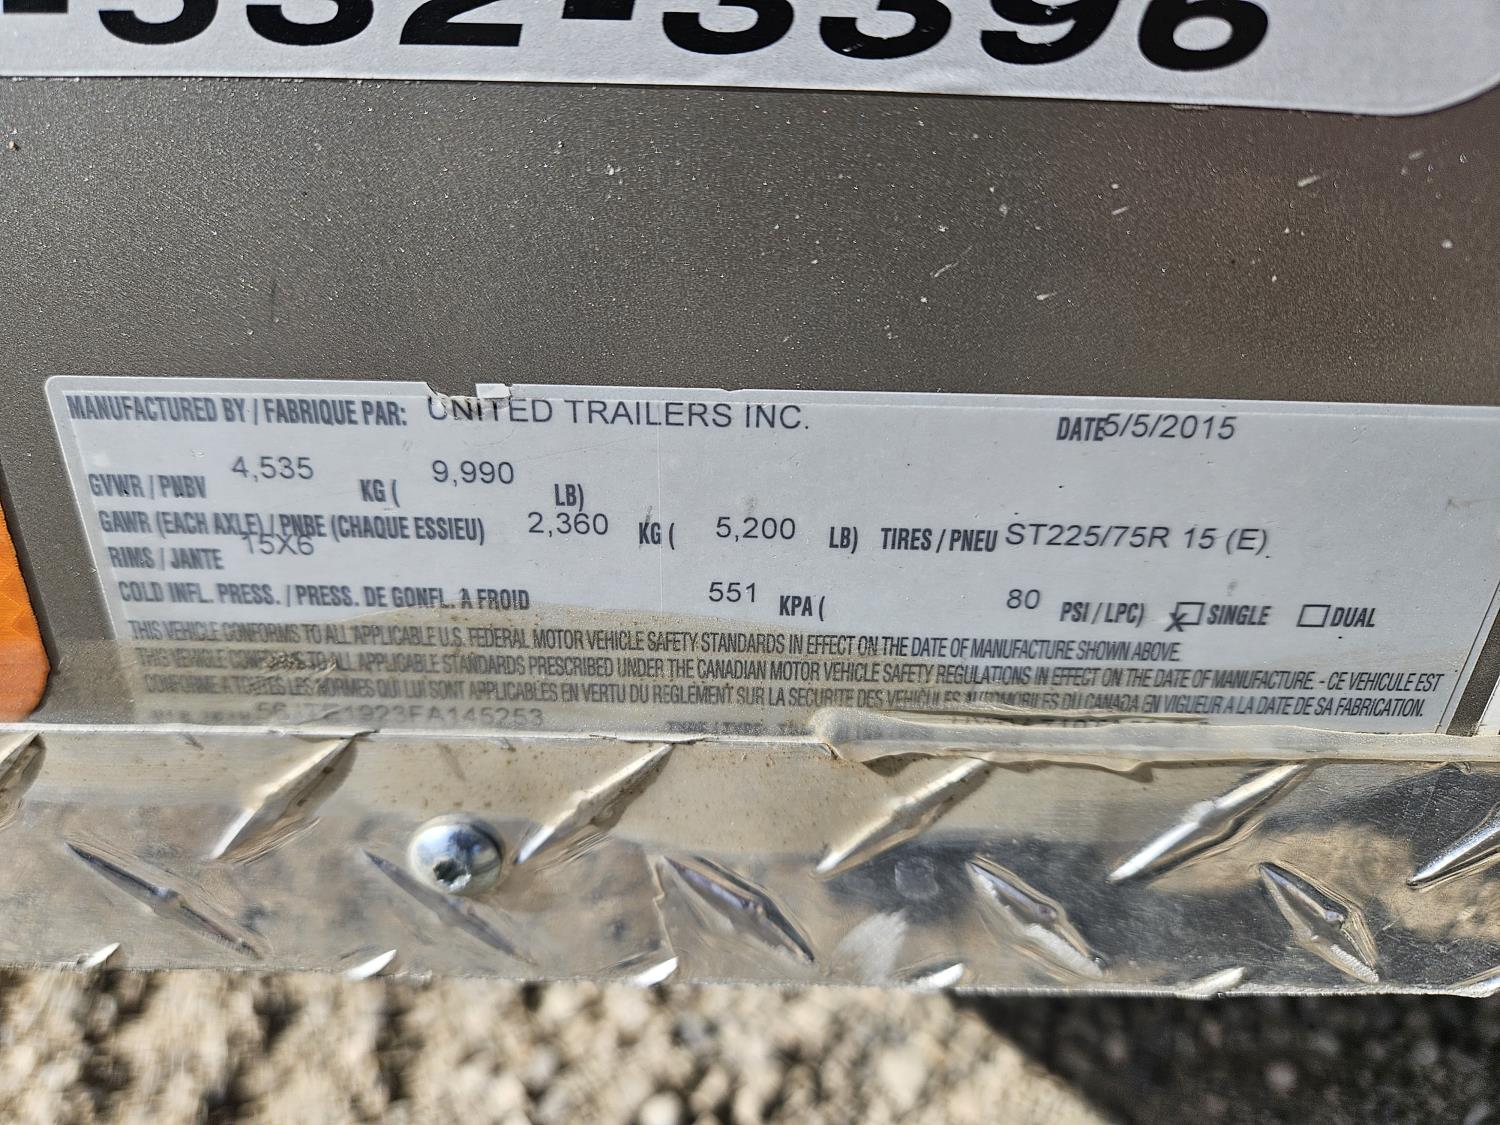 332-3396
MANUFACTURED BY / FABRIQUE PAR: UNITED TRAILERS INC. DATE 5/5/2015
GVWR / PNBV 4,535 KG ( 9,990 LB)
GAWR (EACH AXLE) / PNBE (CHAQUE ESSIEU) 2,360 KG ( 5,200 LB) TIRES / PNEU ST225/75R 15 (E)
RIMS / JANTE 15X6
COLD INFL. PRESS. / PRESS. DE GONFL. A FROID 551 KPA ( 80 PSI / LPC) X SINGLE DUAL
THIS VEHICLE CONFORMS TO ALL APPLICABLE U.S. FEDERAL MOTOR VEHICLE SAFETY STANDARDS IN EFFECT ON THE DATE OF MANUFACTURE SHOWN ABOVE.
THIS VEHICLE CONFORMS TO ALL APPLICABLE STANDARDS PRESCRIBED UNDER THE CANADIAN MOTOR VEHICLE SAFETY REGULATIONS IN EFFECT ON THE DATE OF MANUFACTURE. - CE VEHICULE EST
CONFORME A TOUTES LES NORMES QUI LUI SONT APPLICABLES EN VERTU DU REGLEMENT SUR LA SECURITE DES VEHICULES AUTOMOBILES DU CANADA EN VIGUEUR A LA DATE DE SA FABRICATION.
TYPE / TYPE